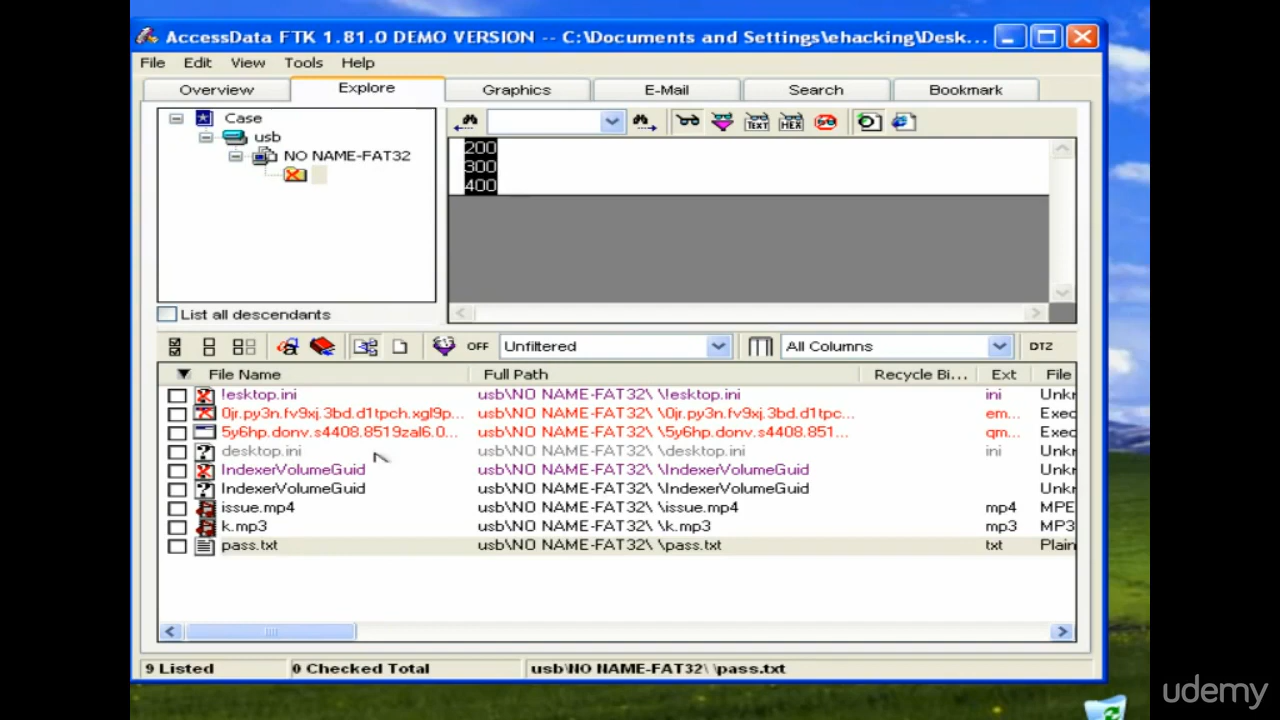 AccessData FTK 1.81.0 DEMO VERSION -- C:\Documents and Settings\ehacking\Desk...
File Edit View Tools Help
Overview Explore Graphics E-Mail Search Bookmark
Case
usb
NO NAME-FAT32
TEXT HEX
200
300
400
List all descendants
OFF Unfiltered All Columns DTZ
File Name Full Path Recycle Bi... Ext File
!esktop.ini usb\NO NAME-FAT32\ \!esktop.ini ini Unkr
0jr.py3n.fv9xj.3bd.d1tpch.xgl9p... usb\NO NAME-FAT32\ \0jr.py3n.fv9xj.3bd.d1tpc... em... Exec
5y6hp.donv.s4408.8519zal6.0... usb\NO NAME-FAT32\ \5y6hp.donv.s4408.851... qm... Exec
desktop.ini usb\NO NAME-FAT32\ \desktop.ini ini Unkr
IndexerVolumeGuid usb\NO NAME-FAT32\ \IndexerVolumeGuid Unkr
IndexerVolumeGuid usb\NO NAME-FAT32\ \IndexerVolumeGuid Unkr
issue.mp4 usb\NO NAME-FAT32\ \issue.mp4 mp4 MPE
k.mp3 usb\NO NAME-FAT32\ \k.mp3 mp3 MP3
pass.txt usb\NO NAME-FAT32\ \pass.txt txt Plain
9 Listed 0 Checked Total usb\NO NAME-FAT32\ \pass.txt
udemy